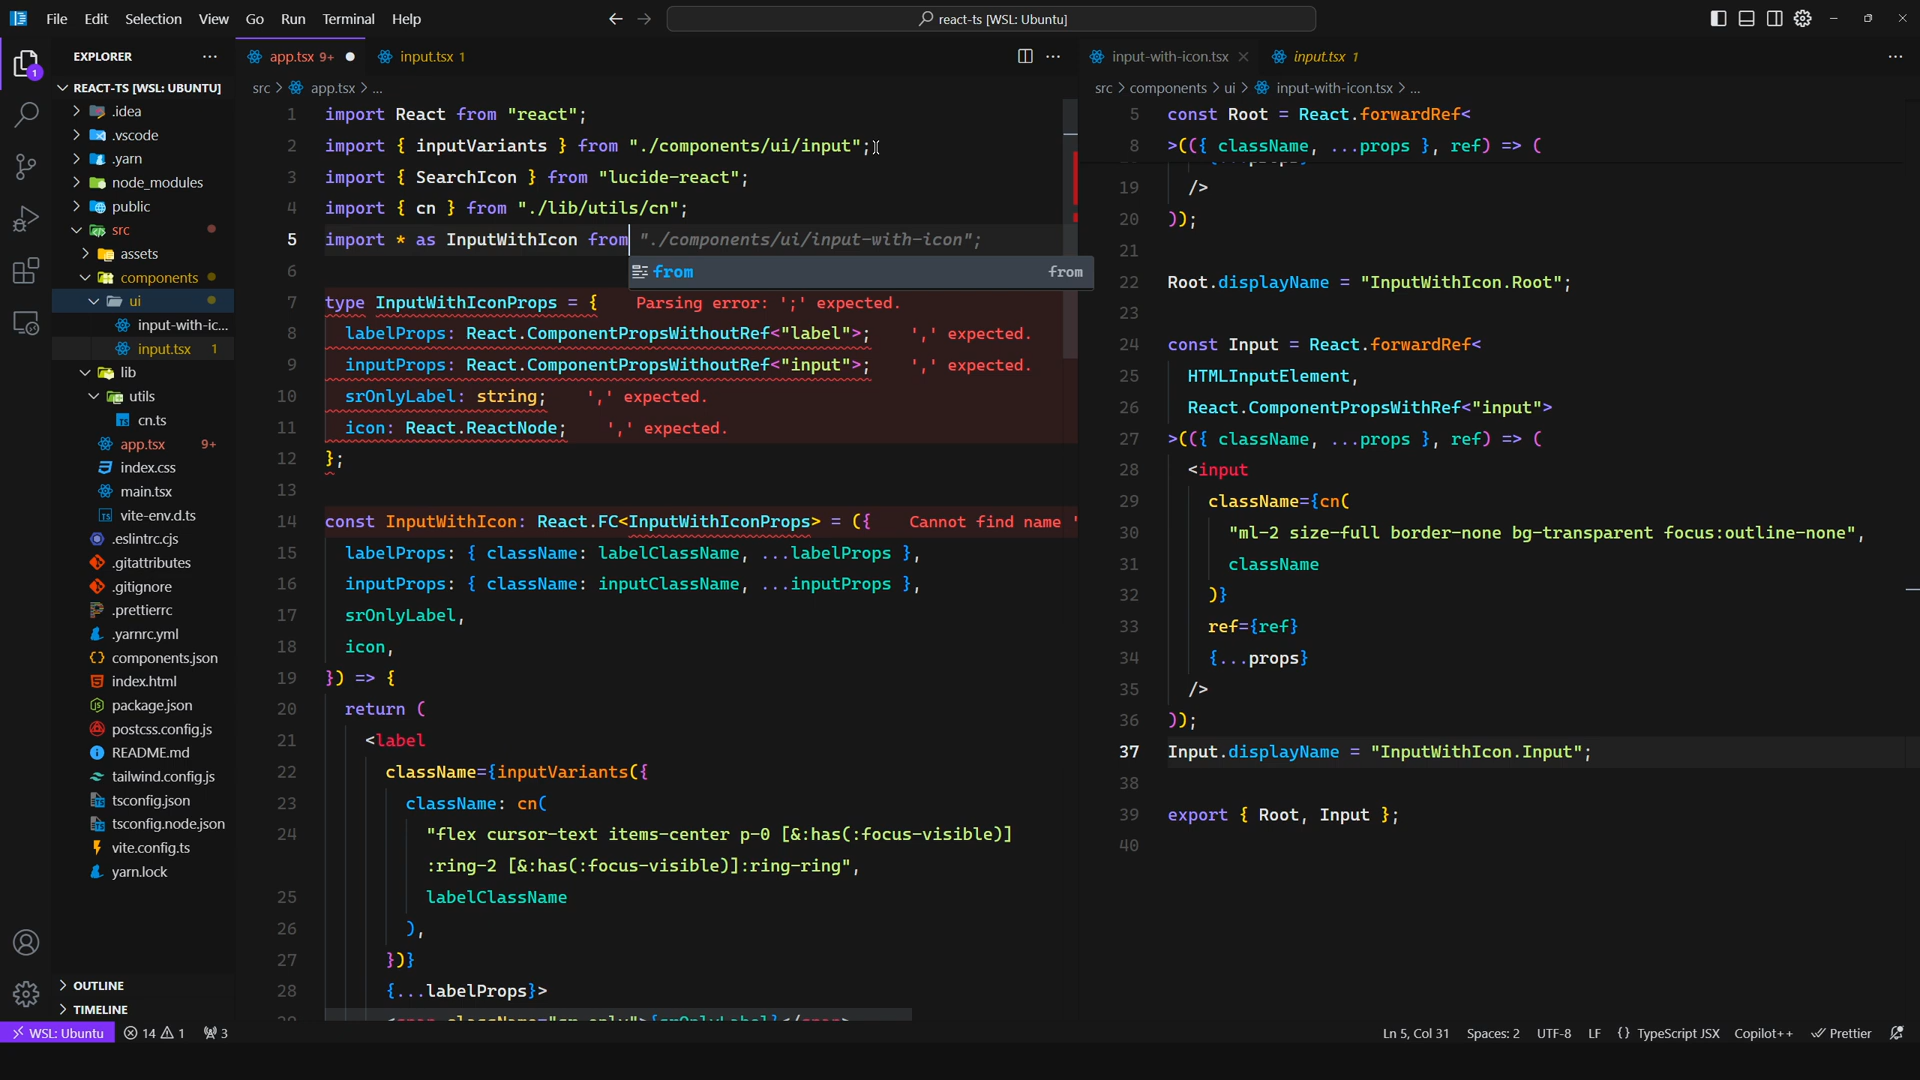 File Edit Selection View Go Run Terminal Help
react-ts [WSL: Ubuntu]
EXPLORER
REACT-TS [WSL: UBUNTU]
.idea
.vscode
.yarn
node_modules
public
src
assets
components
ui
input-with-ic...
input.tsx 1
lib
utils
cn.ts
app.tsx 9+
index.css
main.tsx
vite-env.d.ts
.eslintrc.cjs
.gitattributes
.gitignore
.prettierrc
.yarnrc.yml
components.json
index.html
package.json
postcss.config.js
README.md
tailwind.config.js
tsconfig.json
tsconfig.node.json
vite.config.ts
yarn.lock
OUTLINE
TIMELINE
1
app.tsx 9+
input.tsx 1
src > app.tsx > ...
1 import React from "react";
2 import { inputVariants } from "./components/ui/input";
3 import { SearchIcon } from "lucide-react";
4 import { cn } from "./lib/utils/cn";
5 import * as InputWithIcon from "./components/ui/input-with-icon";
from from
6
7 type InputWithIconProps = { Parsing error: ';' expected.
8 labelProps: React.ComponentPropsWithoutRef<"label">; ',' expected.
9 inputProps: React.ComponentPropsWithoutRef<"input">; ',' expected.
10 srOnlyLabel: string; ',' expected.
11 icon: React.ReactNode; ',' expected.
12 };
13
14 const InputWithIcon: React.FC<InputWithIconProps> = ({ Cannot find name '
15 labelProps: { className: labelClassName, ...labelProps },
16 inputProps: { className: inputClassName, ...inputProps },
17 srOnlyLabel,
18 icon,
19 }) => {
20 return (
21 <label
22 className={inputVariants({
23 className: cn(
24 "flex cursor-text items-center p-0 [&:has(:focus-visible)]
:ring-2 [&:has(:focus-visible)]:ring-ring",
25 labelClassName
26 ),
27 })}
28 {...labelProps}>
input-with-icon.tsx
input.tsx 1
src > components > ui > input-with-icon.tsx > ...
5 const Root = React.forwardRef<
8 >(({ className, ...props }, ref) => (
19 />
20 ));
21
22 Root.displayName = "InputWithIcon.Root";
23
24 const Input = React.forwardRef<
25 HTMLInputElement,
26 React.ComponentPropsWithRef<"input">
27 >(({ className, ...props }, ref) => (
28 <input
29 className={cn(
30 "ml-2 size-full border-none bg-transparent focus:outline-none",
31 className
32 )}
33 ref={ref}
34 {...props}
35 />
36 ));
37 Input.displayName = "InputWithIcon.Input";
38
39 export { Root, Input };
40
WSL: Ubuntu 14 1 3
Ln 5, Col 31 Spaces: 2 UTF-8 LF {} TypeScript JSX Copilot++ Prettier